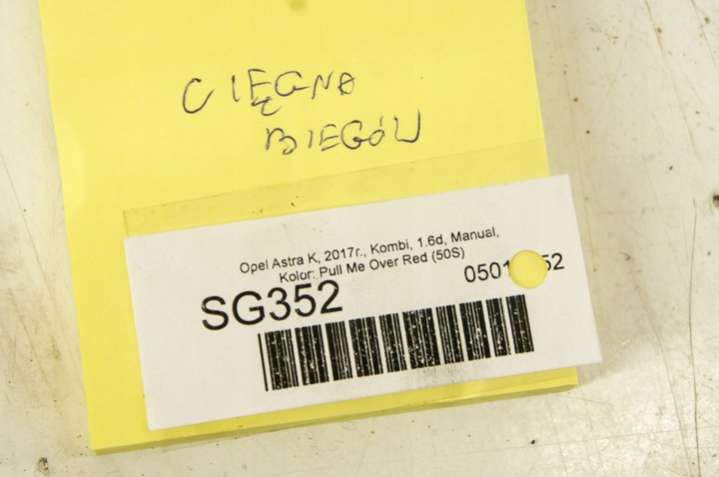 CIĘGNA
BIEGÓW
Opel Astra K, 2017r., Kombi, 1.6d, Manual,
Kolor: Pull Me Over Red (50S)
SG352